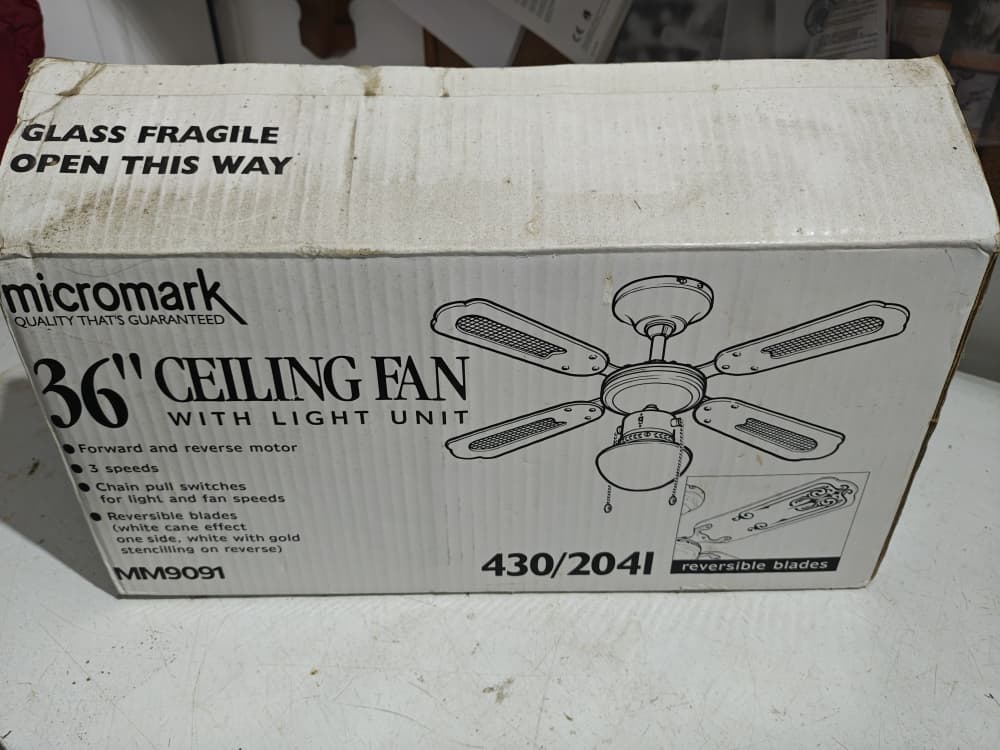 GLASS FRAGILE
OPEN THIS WAY
micromark
QUALITY THAT'S GUARANTEED
36" CEILING FAN
WITH LIGHT UNIT
• Forward and reverse motor
• 3 speeds
• Chain pull switches
for light and fan speeds
• Reversible blades
(white cane effect
one side, white with gold
stencilling on reverse)
MM9091
430/2041
reversible blades
CE